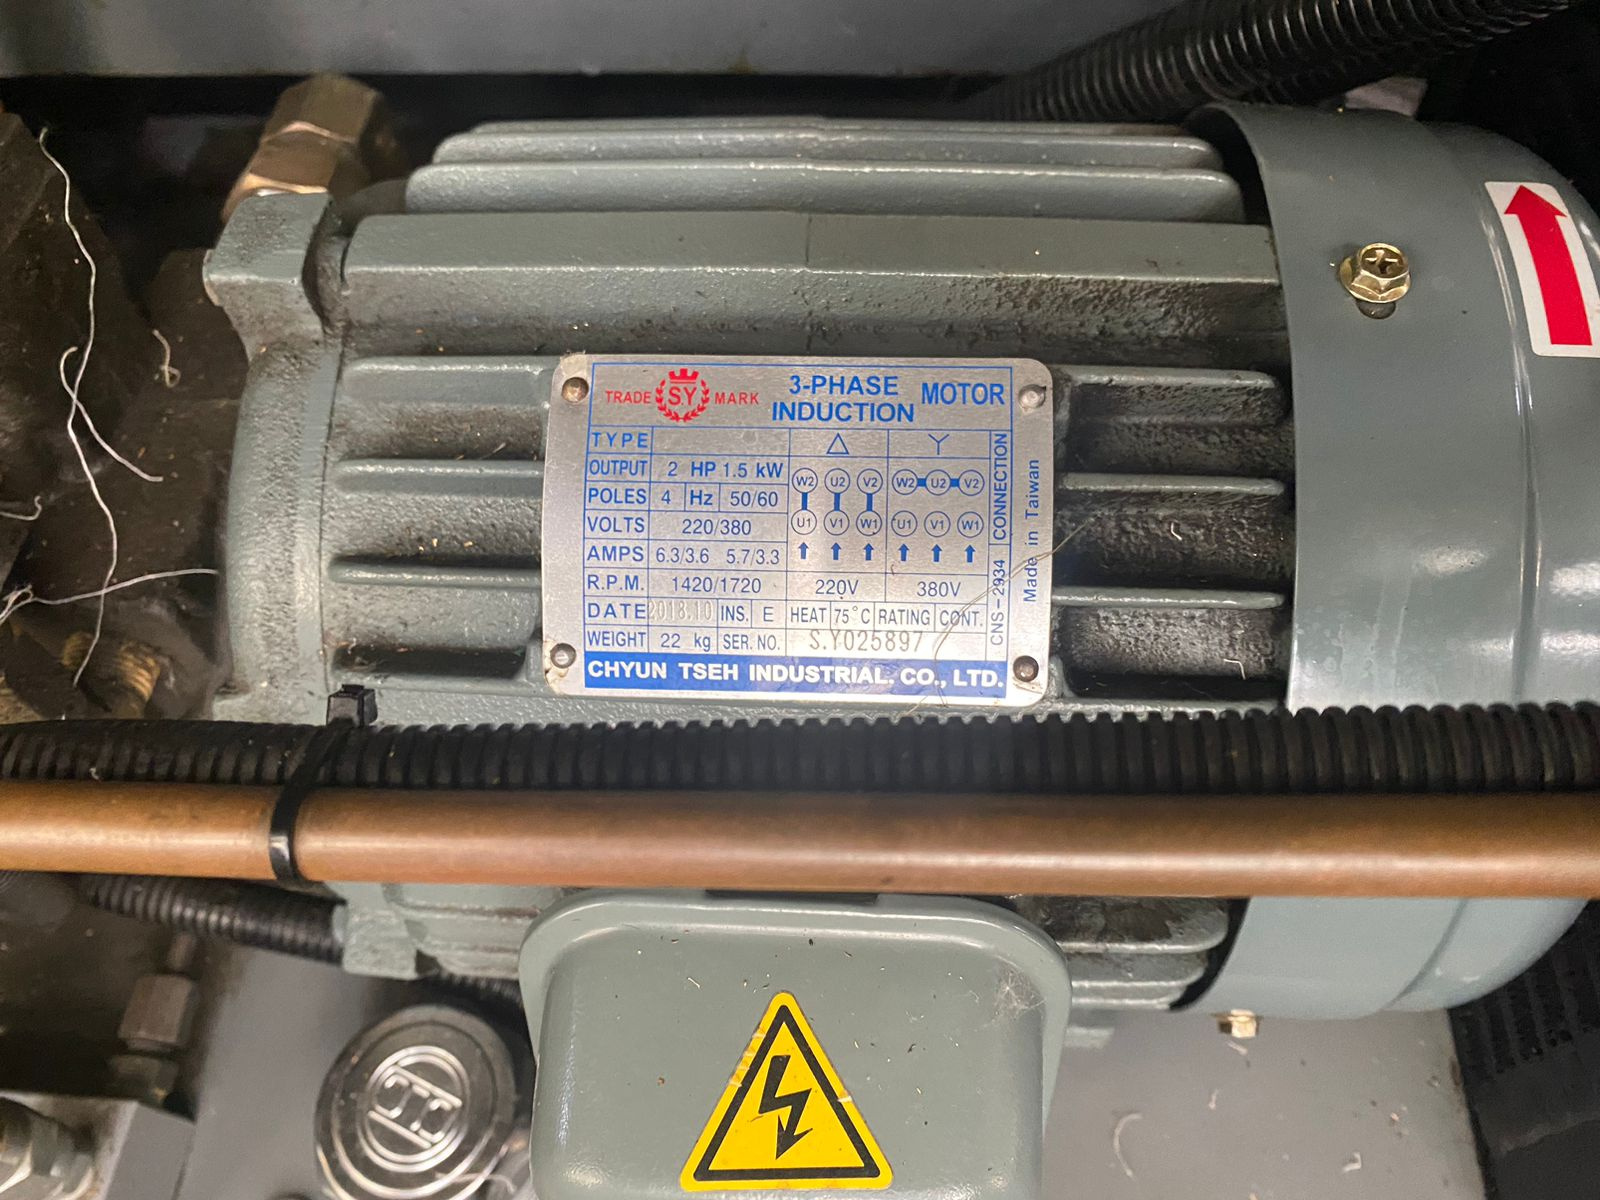 TRADE S.Y MARK 3-PHASE INDUCTION MOTOR
TYPE
OUTPUT 2 HP 1.5 kW
POLES 4 Hz 50/60
VOLTS 220/380
AMPS 6.3/3.6 5.7/3.3
R.P.M. 1420/1720
DATE 2018.10 INS. E HEAT 75°C RATING CONT.
WEIGHT 22 kg SER. NO. S.Y025897
CHYUN TSEH INDUSTRIAL. CO., LTD.
△ Y
W2 U2 V2 W2 U2 V2
U1 V1 W1 U1 V1 W1
220V 380V
CNS-2934 CONNECTION
Made in Taiwan